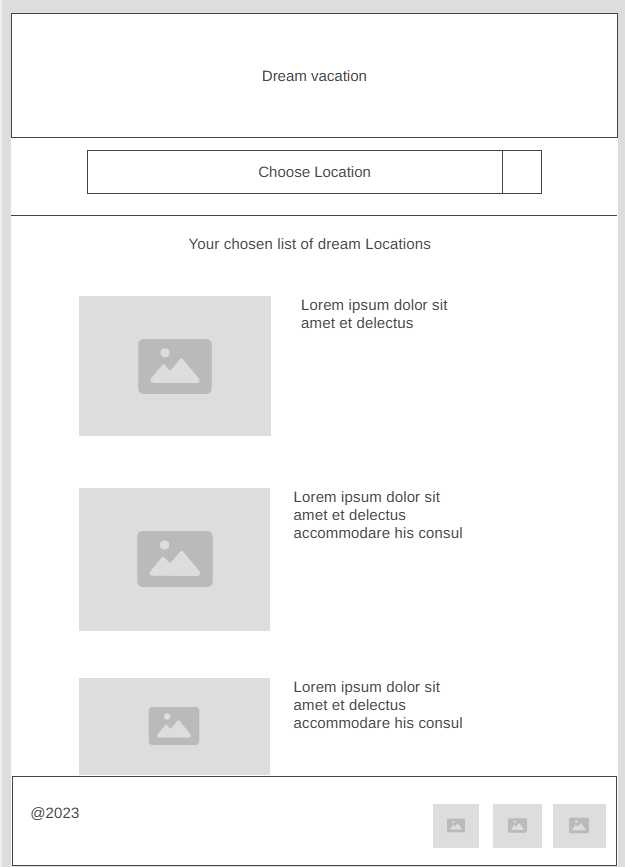 Dream vacation
Choose Location
Your chosen list of dream Locations
Lorem ipsum dolor sit
amet et delectus
Lorem ipsum dolor sit
amet et delectus
accommodare his consul
Lorem ipsum dolor sit
amet et delectus
accommodare his consul
@2023